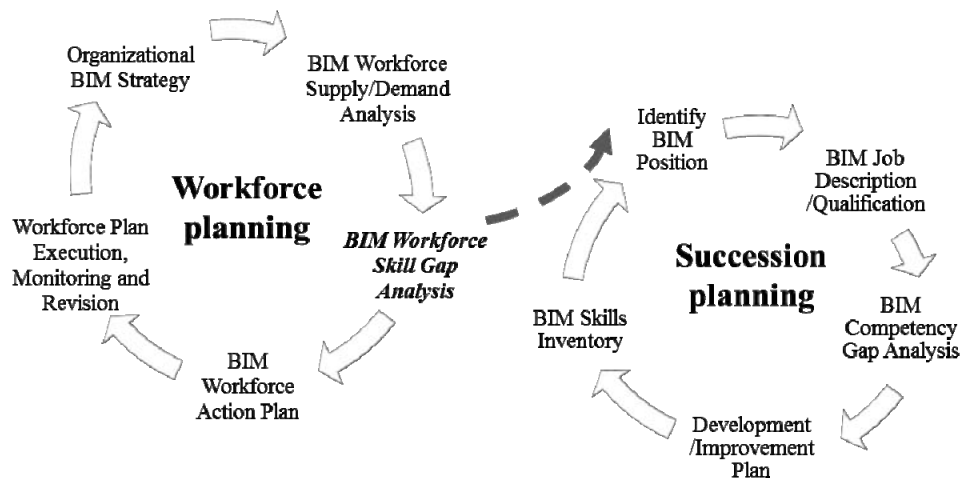 Organizational
BIM Strategy
BIM Workforce
Supply/Demand
Analysis
Workforce
planning
BIM Workforce
Skill Gap
Analysis
BIM
Workforce
Action Plan
Workforce Plan
Execution,
Monitoring and
Revision
Identify
BIM
Position
BIM Job
Description
/Qualification
Succession
planning
BIM
Competency
Gap Analysis
Development
/Improvement
Plan
BIM Skills
Inventory